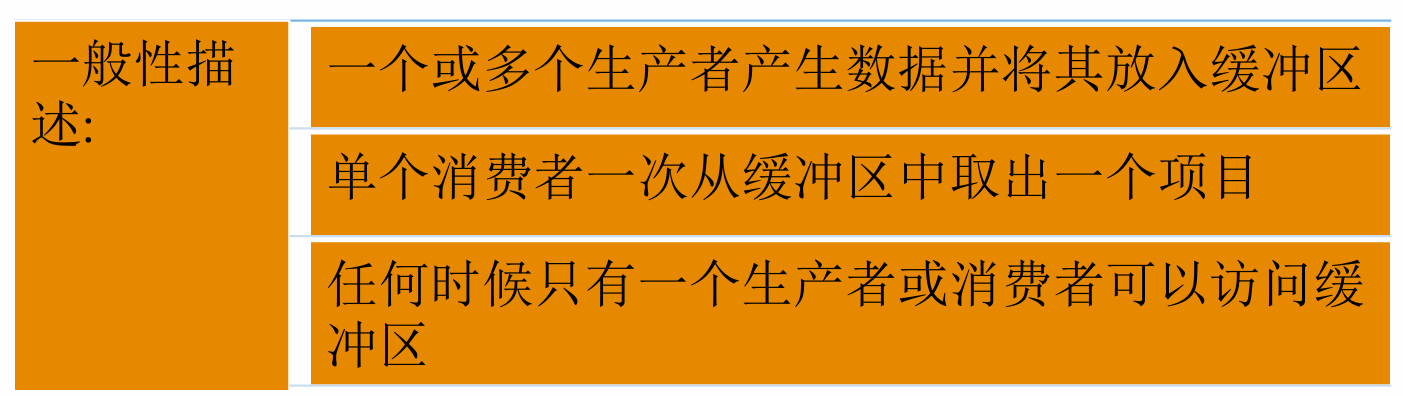 一般性描
述:
一个或多个生产者产生数据并将其放入缓冲区
单个消费者一次从缓冲区中取出一个项目
任何时候只有一个生产者或消费者可以访问缓
冲区